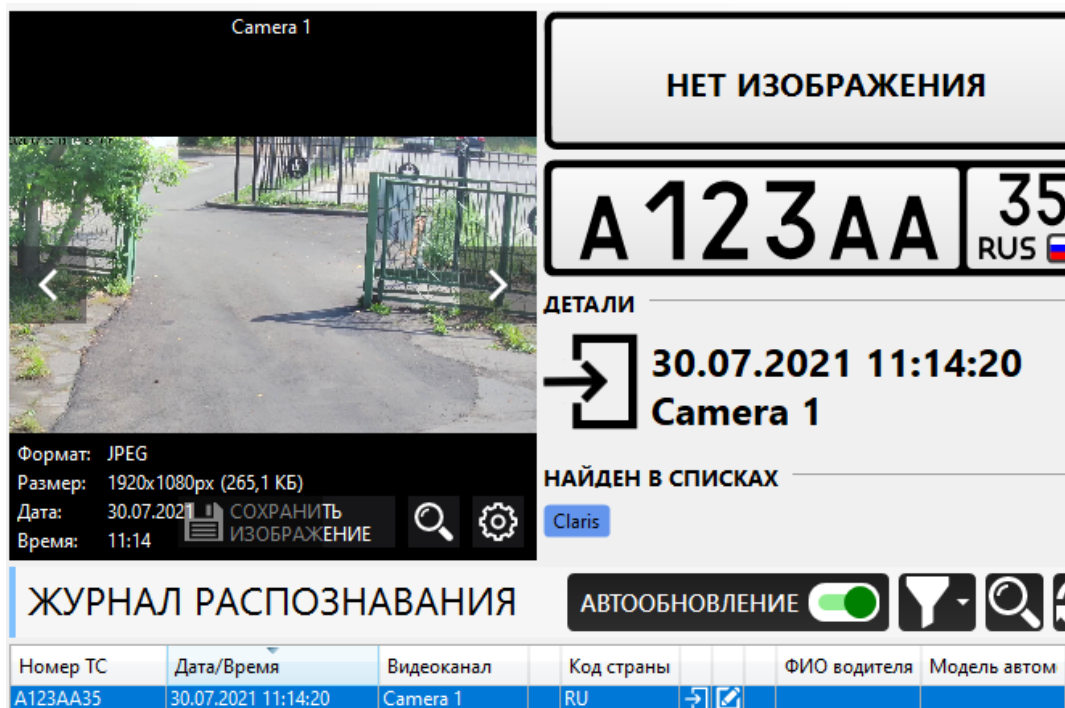 Camera 1
НЕТ ИЗОБРАЖЕНИЯ
А123АА 35
RUS
ДЕТАЛИ
30.07.2021 11:14:20
Camera 1
Формат: JPEG
Размер: 1920x1080px (265,1 КБ)
Дата: 30.07.2021
Время: 11:14
СОХРАНИТЬ
ИЗОБРАЖЕНИЕ
НАЙДЕН В СПИСКАХ
Claris
ЖУРНАЛ РАСПОЗНАВАНИЯ
АВТООБНОВЛЕНИЕ
Номер ТС Дата/Время Видеоканал Код страны ФИО водителя Модель автом
A123AA35 30.07.2021 11:14:20 Camera 1 RU